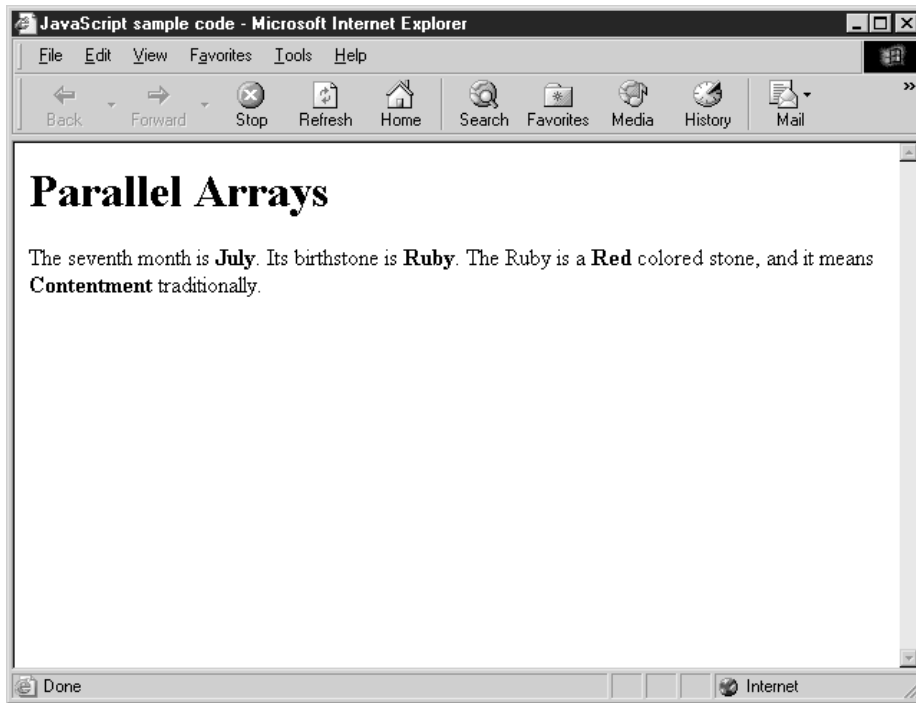 JavaScript sample code - Microsoft Internet Explorer
File Edit View Favorites Tools Help
Back Forward Stop Refresh Home Search Favorites Media History Mail »
Parallel Arrays
The seventh month is July. Its birthstone is Ruby. The Ruby is a Red colored stone, and it means
Contentment traditionally.
Done Internet